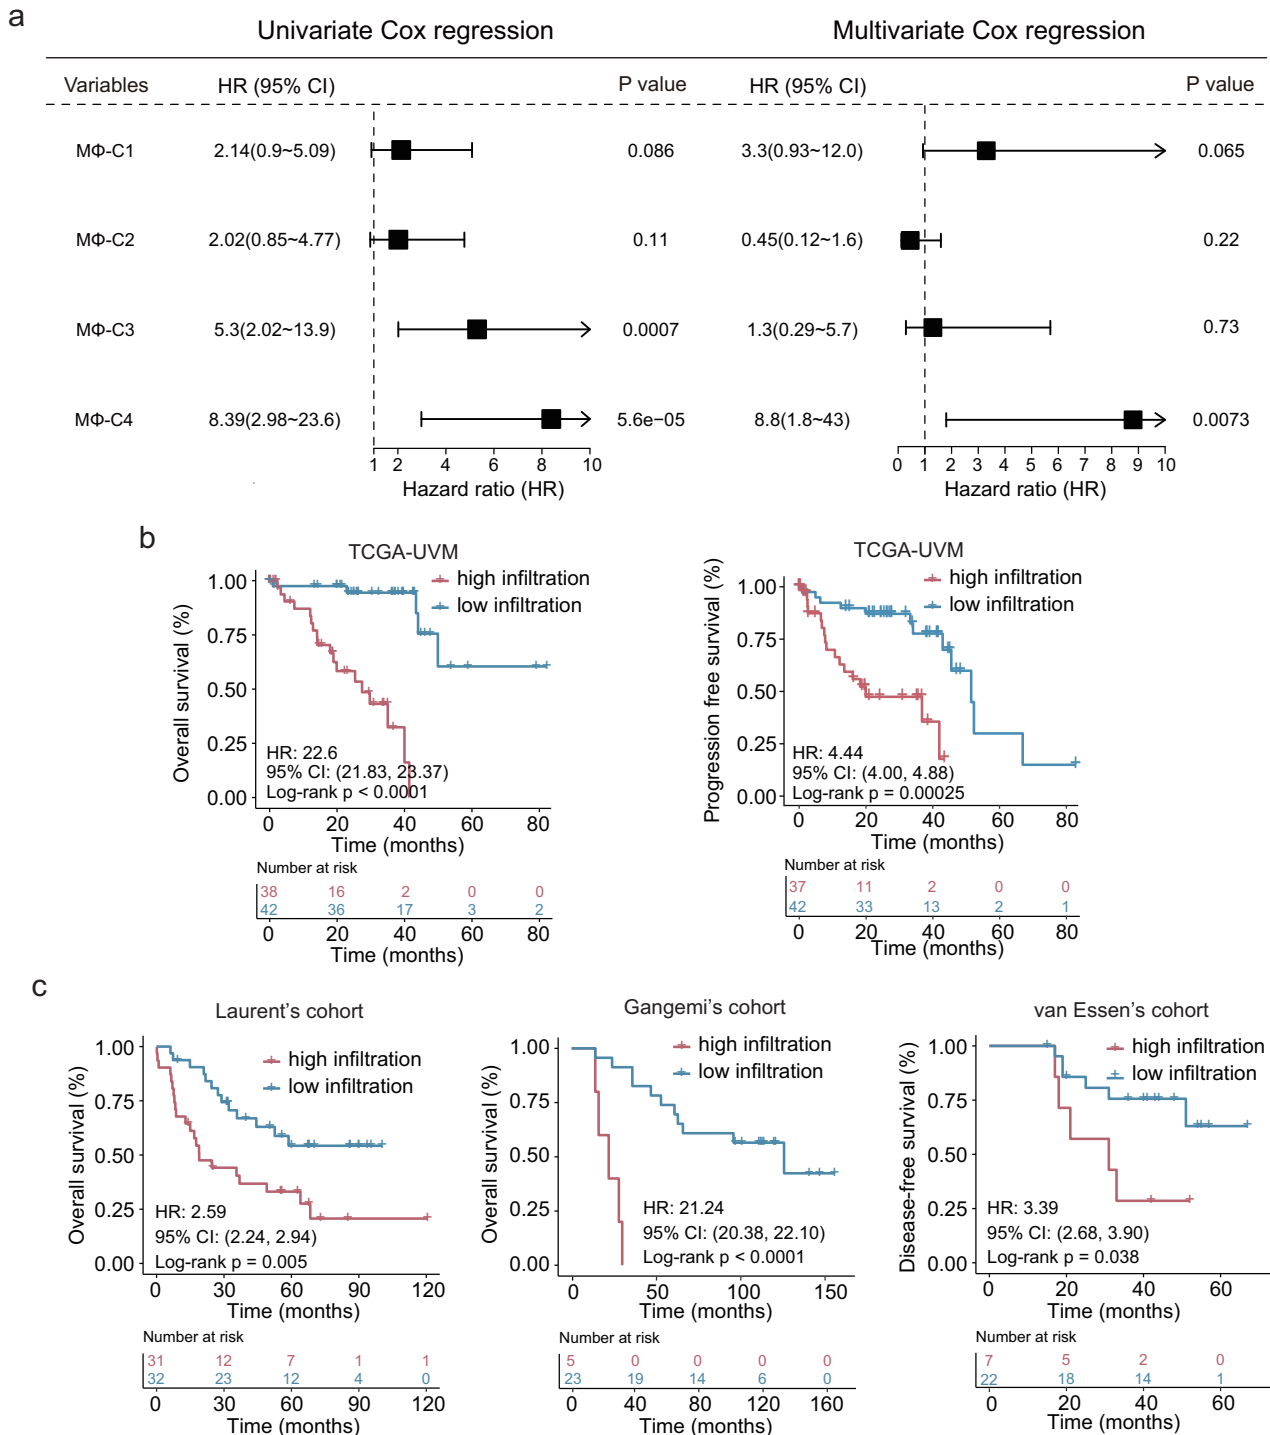 a
Univariate Cox regression
Multivariate Cox regression
Variables HR (95% CI) P value HR (95% CI) P value
MΦ-C1 2.14(0.9~5.09) 0.086 3.3(0.93~12.0) 0.065
MΦ-C2 2.02(0.85~4.77) 0.11 0.45(0.12~1.6) 0.22
MΦ-C3 5.3(2.02~13.9) 0.0007 1.3(0.29~5.7) 0.73
MΦ-C4 8.39(2.98~23.6) 5.6e−05 8.8(1.8~43) 0.0073
1 2 4 6 8 10
Hazard ratio (HR)
0 1 2 3 4 5 6 7 8 9 10
Hazard ratio (HR)
b
TCGA-UVM
high infiltration
low infiltration
Overall survival (%)
1.00
0.75
0.50
0.25
0.00
HR: 22.6
95% CI: (21.83, 23.37)
Log-rank p < 0.0001
0 20 40 60 80
Time (months)
Number at risk
38 16 2 0 0
42 36 17 3 2
0 20 40 60 80
Time (months)
TCGA-UVM
high infiltration
low infiltration
Progression free survival (%)
1.00
0.75
0.50
0.25
0.00
HR: 4.44
95% CI: (4.00, 4.88)
Log-rank p = 0.00025
0 20 40 60 80
Time (months)
Number at risk
37 11 2 0 0
42 33 13 2 1
0 20 40 60 80
Time (months)
c
Laurent’s cohort
high infiltration
low infiltration
Overall survival (%)
1.00
0.75
0.50
0.25
0.00
HR: 2.59
95% CI: (2.24, 2.94)
Log-rank p = 0.005
0 30 60 90 120
Time (months)
Number at risk
31 12 7 1 1
32 23 12 4 0
0 30 60 90 120
Time (months)
Gangemi’s cohort
high infiltration
low infiltration
Overall survival (%)
1.00
0.75
0.50
0.25
0.00
HR: 21.24
95% CI: (20.38, 22.10)
Log-rank p < 0.0001
0 50 100 150
Time (months)
Number at risk
5 0 0 0 0
23 19 14 6 0
0 40 80 120 160
Time (months)
van Essen’s cohort
high infiltration
low infiltration
Disease-free survival (%)
1.00
0.75
0.50
0.25
0.00
HR: 3.39
95% CI: (2.68, 3.90)
Log-rank p = 0.038
0 20 40 60
Time (months)
Number at risk
7 5 2 0
22 18 14 1
0 20 40 60
Time (months)